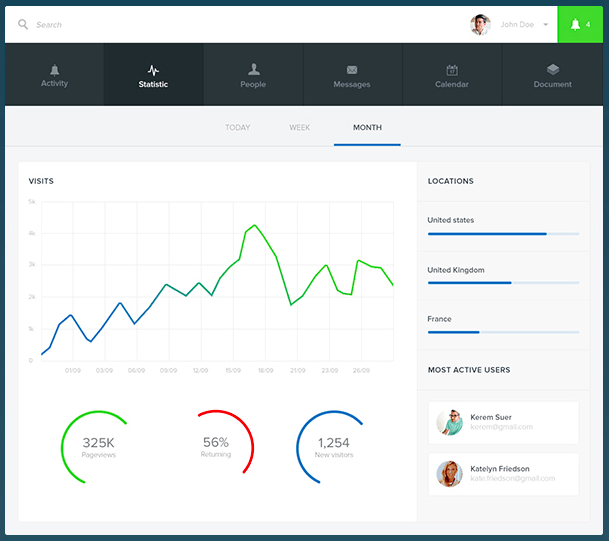 Search
John Doe
4
Activity
Statistic
People
Messages
Calendar
Document
TODAY
WEEK
MONTH
VISITS
5k
4k
3k
2k
1k
0
01/09
03/09
06/09
09/09
12/09
15/09
18/09
21/09
23/09
26/09
325K
Pageviews
56%
Returning
1,254
New visitors
LOCATIONS
United states
United Kingdom
France
MOST ACTIVE USERS
Kerem Suer
kerem@gmail.com
Katelyn Friedson
kate.friedson@gmail.com